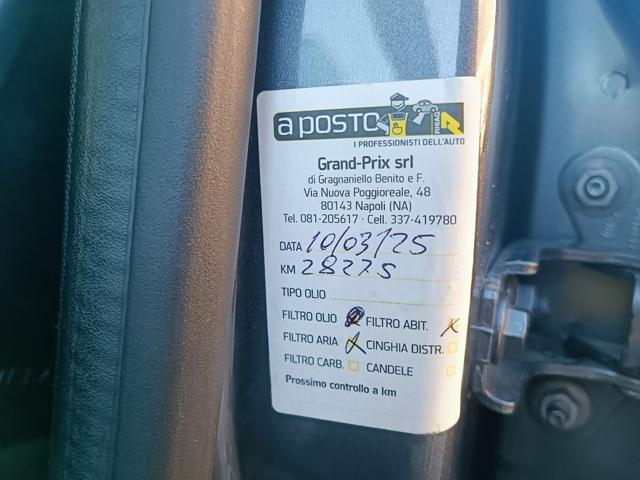 a posto
RHIAG
I PROFESSIONISTI DELL'AUTO
Grand-Prix srl
di Gragnaniello Benito e F.
Via Nuova Poggioreale, 48
80143 Napoli (NA)
Tel. 081-205617 · Cell. 337-419780
DATA 10/03/25
KM 28275
TIPO OLIO
FILTRO OLIO FILTRO ABIT.
FILTRO ARIA CINGHIA DISTR.
FILTRO CARB. CANDELE
Prossimo controllo a km